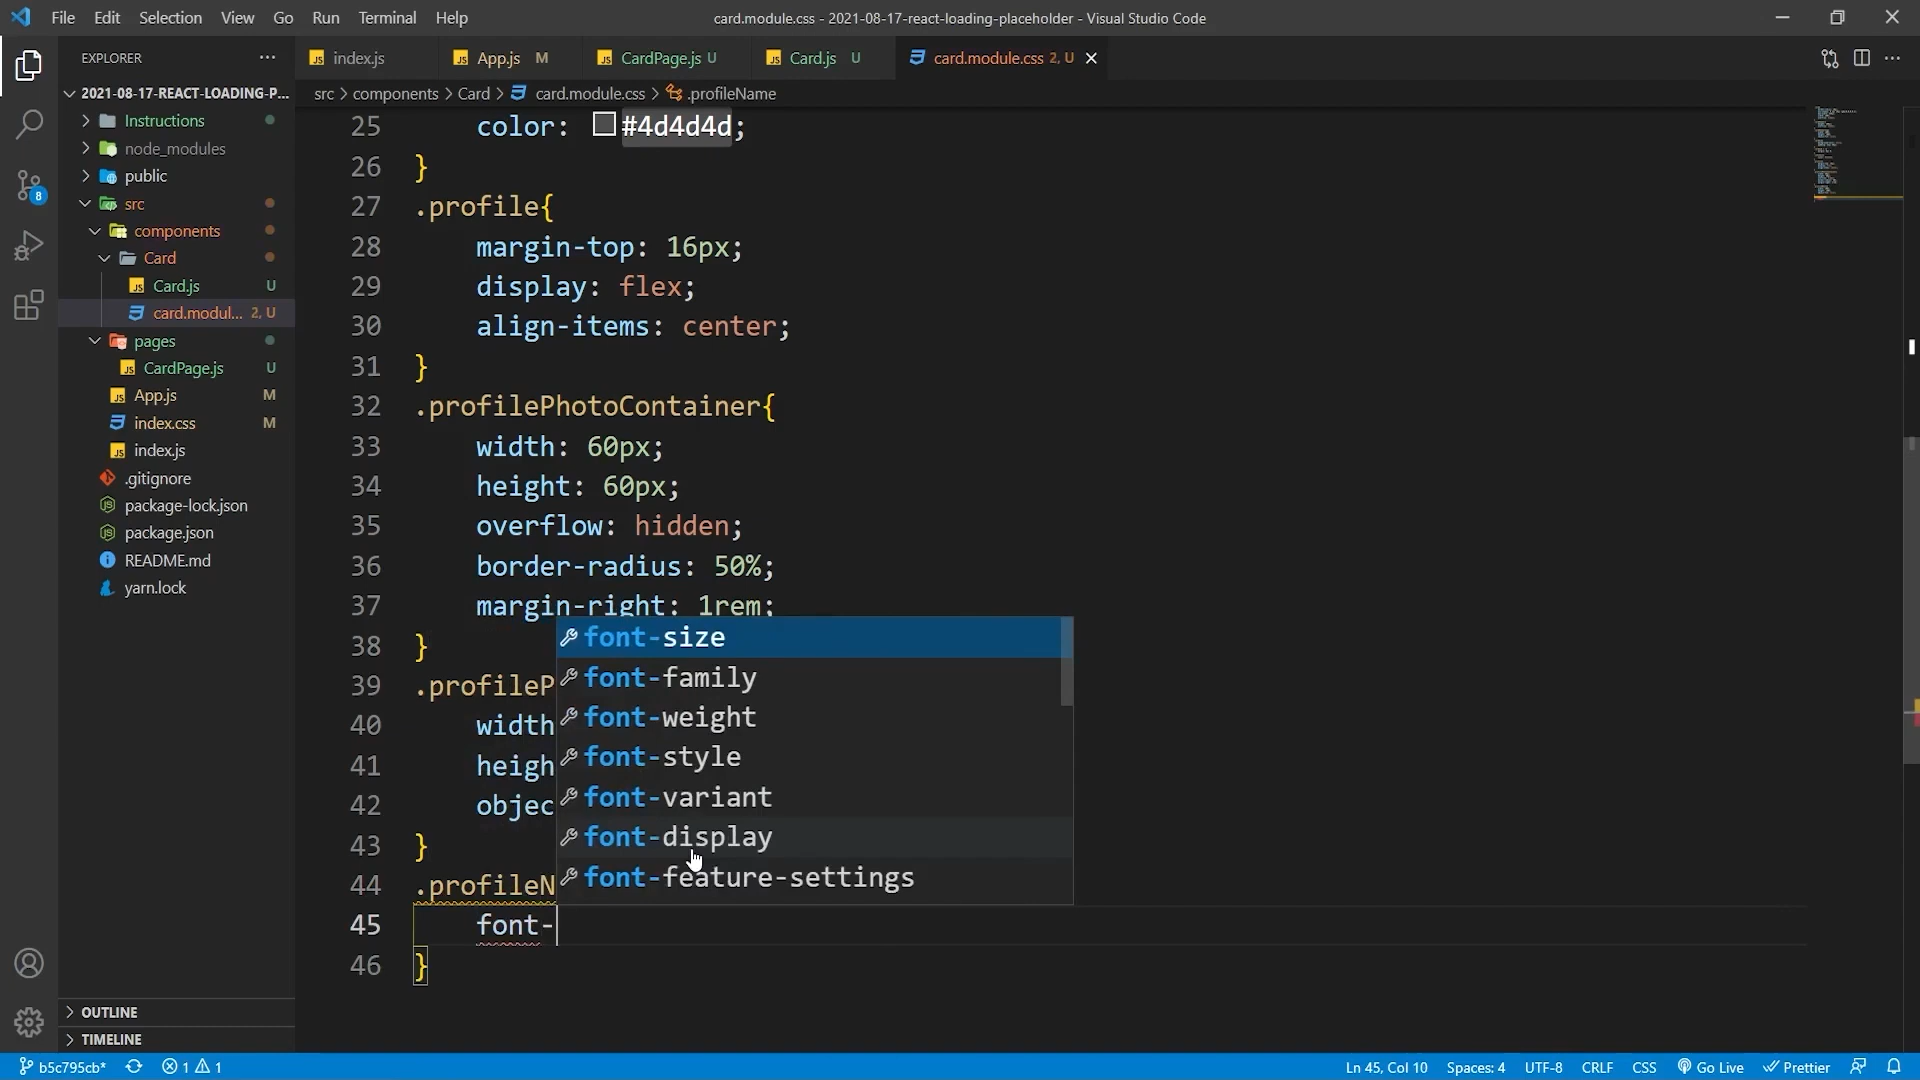 File Edit Selection View Go Run Terminal Help
card.module.css - 2021-08-17-react-loading-placeholder - Visual Studio Code
EXPLORER
index.js
App.js M
CardPage.js U
Card.js U
card.module.css 2, U
2021-08-17-REACT-LOADING-P...
src > components > Card > card.module.css > .profileName
Instructions
node_modules
public
src
components
Card
Card.js U
card.modul... 2, U
pages
CardPage.js U
App.js M
index.css M
index.js
.gitignore
package-lock.json
package.json
README.md
yarn.lock
OUTLINE
TIMELINE
25 color: #4d4d4d;
26 }
27 .profile{
28 margin-top: 16px;
29 display: flex;
30 align-items: center;
31 }
32 .profilePhotoContainer{
33 width: 60px;
34 height: 60px;
35 overflow: hidden;
36 border-radius: 50%;
37 margin-right: 1rem;
38 }
39 .profileP
40 width
41 heigh
42 objec
43 }
44 .profileN
45 font-
46 }
font-size
font-family
font-weight
font-style
font-variant
font-display
font-feature-settings
8
b5c795cb* 1 1
Ln 45, Col 10 Spaces: 4 UTF-8 CRLF CSS Go Live Prettier